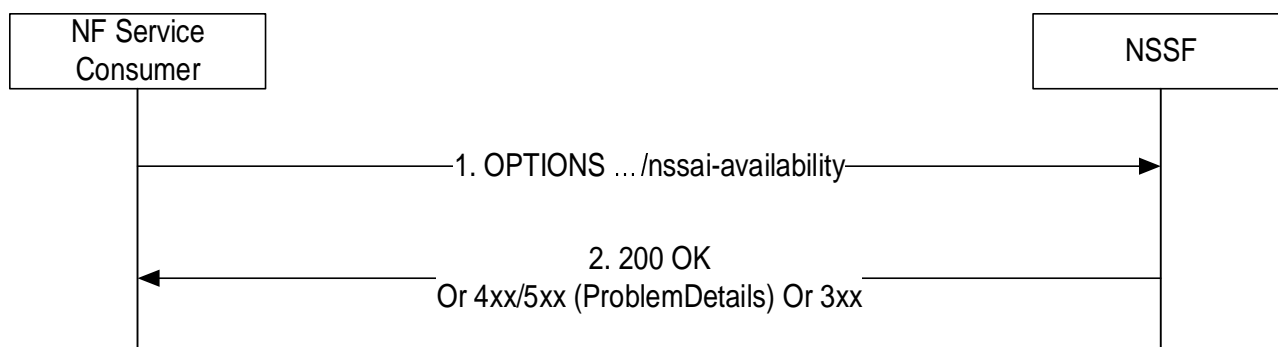 NF Service
Consumer
NSSF
1. OPTIONS …/nssai-availability
2. 200 OK
Or 4xx/5xx (ProblemDetails) Or 3xx